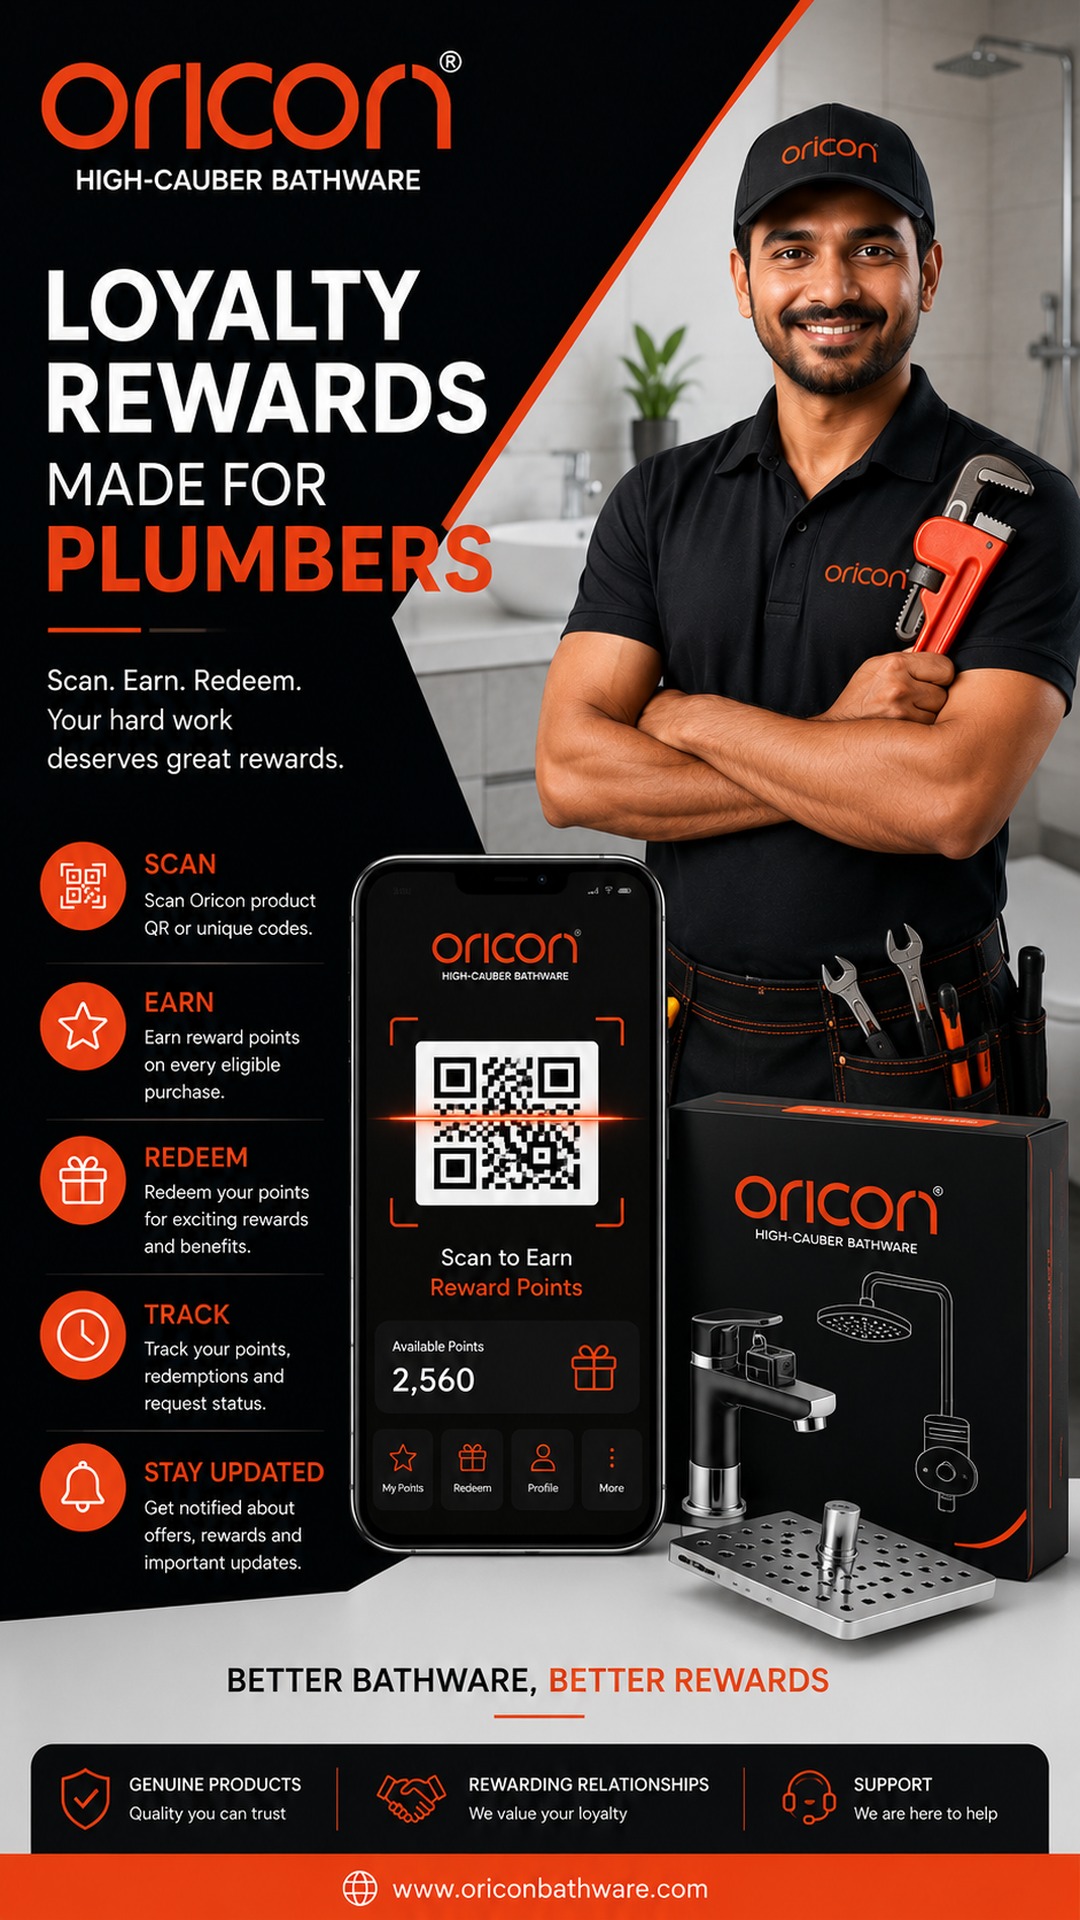 oricon®
HIGH-CAUBER BATHWARE
LOYALTY
REWARDS
MADE FOR
PLUMBERS
Scan. Earn. Redeem.
Your hard work
deserves great rewards.
SCAN
Scan Oricon product
QR or unique codes.
EARN
Earn reward points
on every eligible
purchase.
REDEEM
Redeem your points
for exciting rewards
and benefits.
TRACK
Track your points,
redemptions and
request status.
STAY UPDATED
Get notified about
offers, rewards and
important updates.
oricon
oricon
oricon®
HIGH-CAUBER BATHWARE
Scan to Earn
Reward Points
Available Points
2,560
My Points
Redeem
Profile
More
oricon®
HIGH-CAUBER BATHWARE
BETTER BATHWARE, BETTER REWARDS
GENUINE PRODUCTS
Quality you can trust
REWARDING RELATIONSHIPS
We value your loyalty
SUPPORT
We are here to help
www.oriconbathware.com